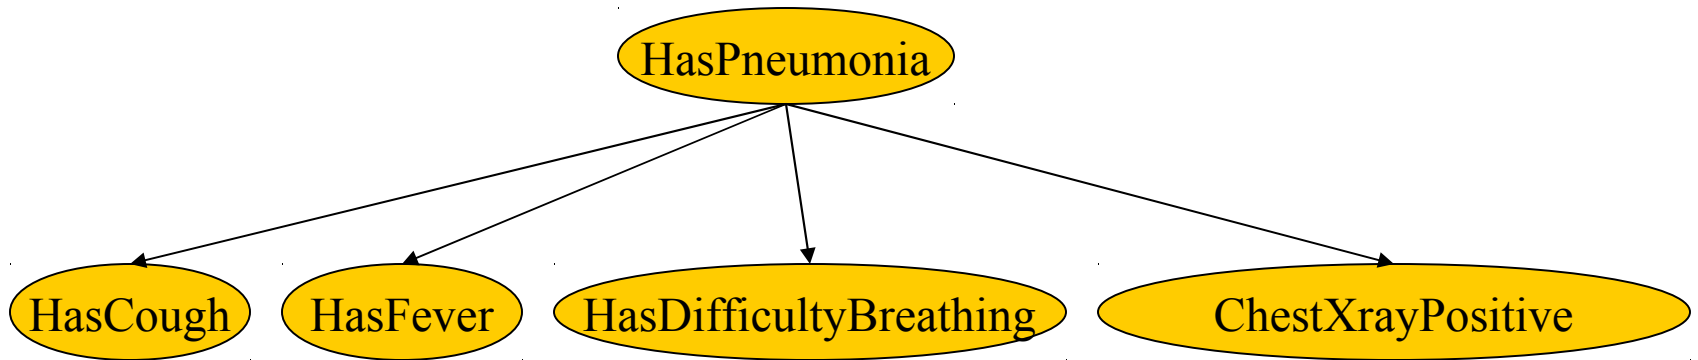 HasPneumonia
HasCough
HasFever
HasDifficultyBreathing
ChestXrayPositive